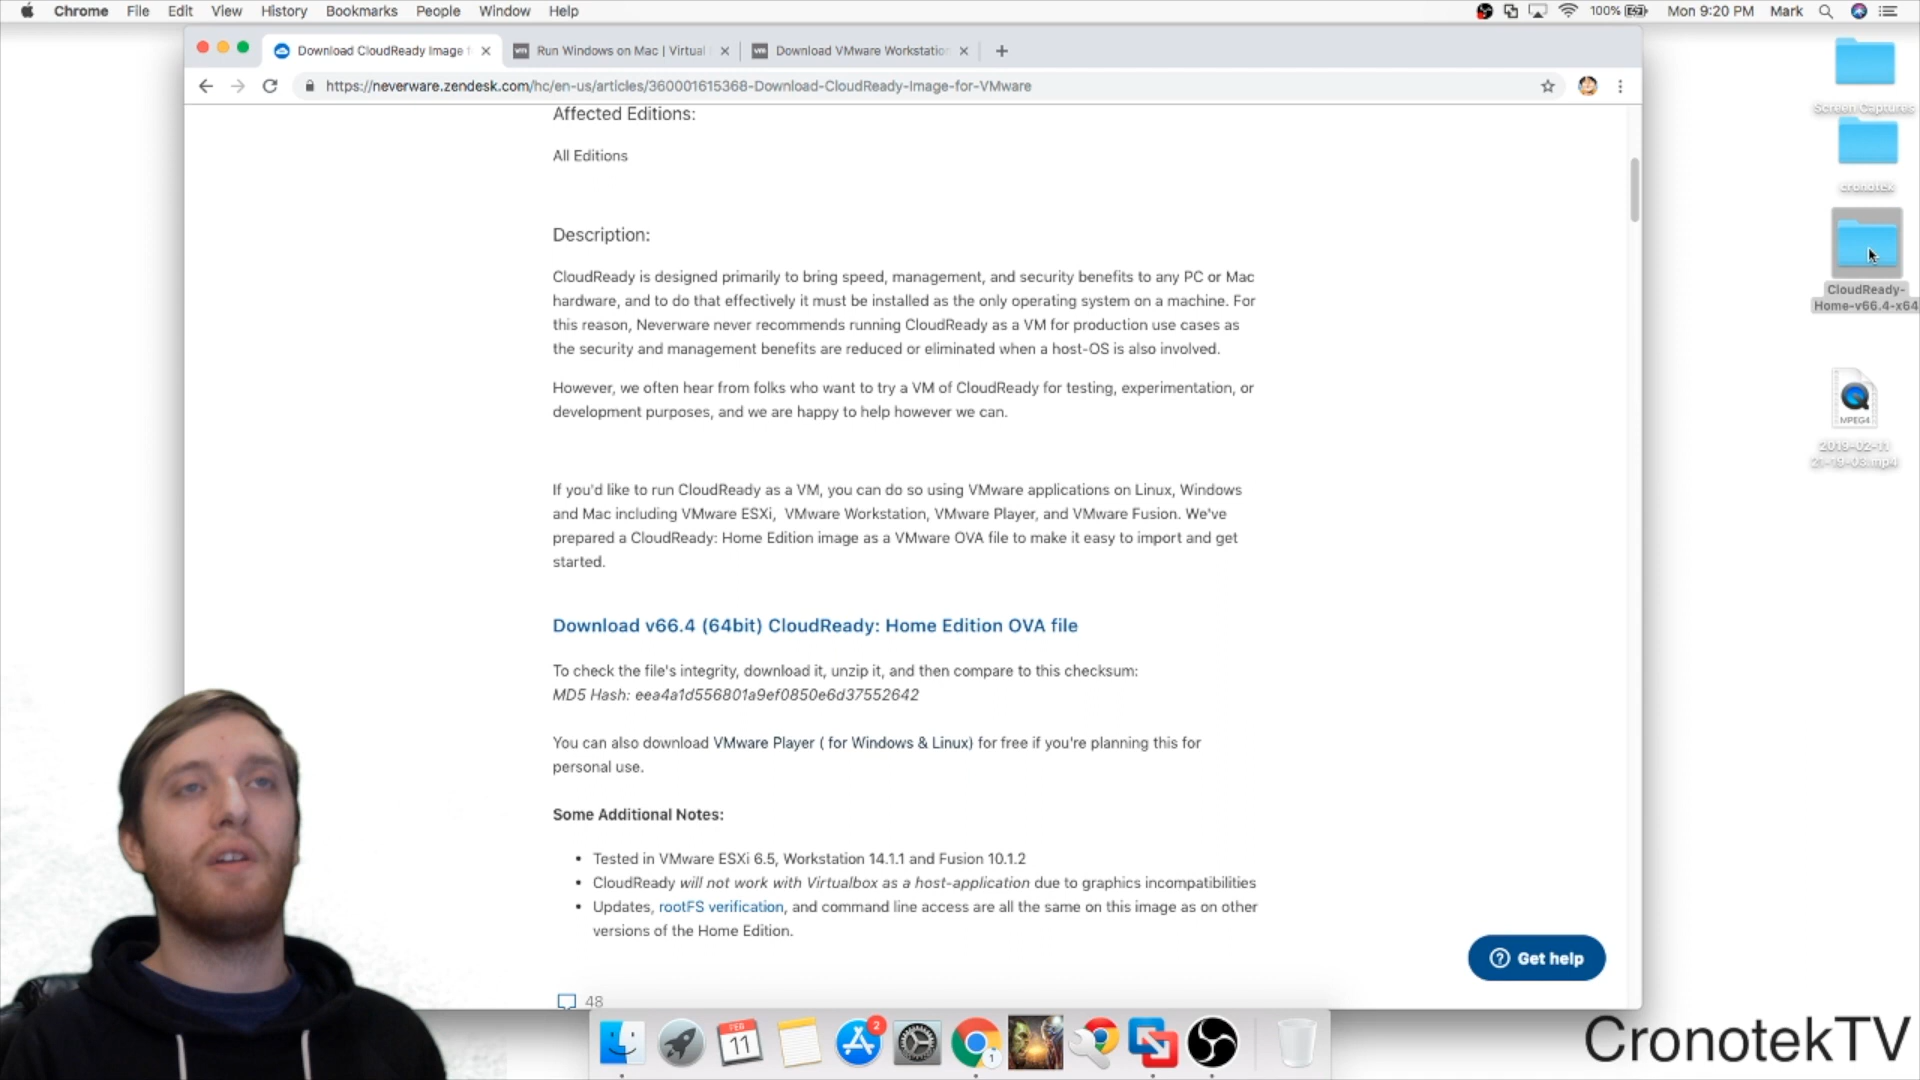 Chrome File Edit View History Bookmarks People Window Help
100% Mon 9:20 PM Mark
Download CloudReady Image f
Run Windows on Mac | Virtual
Download VMware Workstation
https://neverware.zendesk.com/hc/en-us/articles/360001615368-Download-CloudReady-Image-for-VMware
Affected Editions:
All Editions
Description:
CloudReady is designed primarily to bring speed, management, and security benefits to any PC or Mac
hardware, and to do that effectively it must be installed as the only operating system on a machine. For
this reason, Neverware never recommends running CloudReady as a VM for production use cases as
the security and management benefits are reduced or eliminated when a host-OS is also involved.
However, we often hear from folks who want to try a VM of CloudReady for testing, experimentation, or
development purposes, and we are happy to help however we can.
If you'd like to run CloudReady as a VM, you can do so using VMware applications on Linux, Windows
and Mac including VMware ESXi, VMware Workstation, VMware Player, and VMware Fusion. We've
prepared a CloudReady: Home Edition image as a VMware OVA file to make it easy to import and get
started.
Download v66.4 (64bit) CloudReady: Home Edition OVA file
To check the file's integrity, download it, unzip it, and then compare to this checksum:
MD5 Hash: eea4a1d556801a9ef0850e6d37552642
You can also download VMware Player ( for Windows & Linux) for free if you're planning this for
personal use.
Some Additional Notes:
• Tested in VMware ESXi 6.5, Workstation 14.1.1 and Fusion 10.1.2
• CloudReady will not work with Virtualbox as a host-application due to graphics incompatibilities
• Updates, rootFS verification, and command line access are all the same on this image as on other
versions of the Home Edition.
48
Get help
Screen Captures
cronotek
CloudReady-
Home-v66.4-x64
MPEG4
2019-02-11
21-19-03.mp4
FEB
11
2
1
CronotekTV